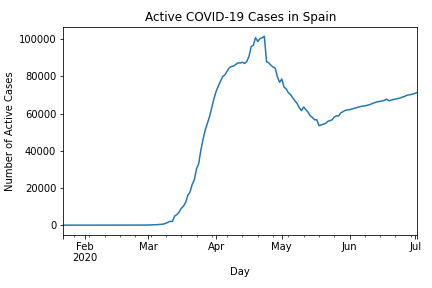 Active COVID-19 Cases in Spain
Number of Active Cases
100000
80000
60000
40000
20000
0
Feb Mar Apr May Jun Jul
2020
Day